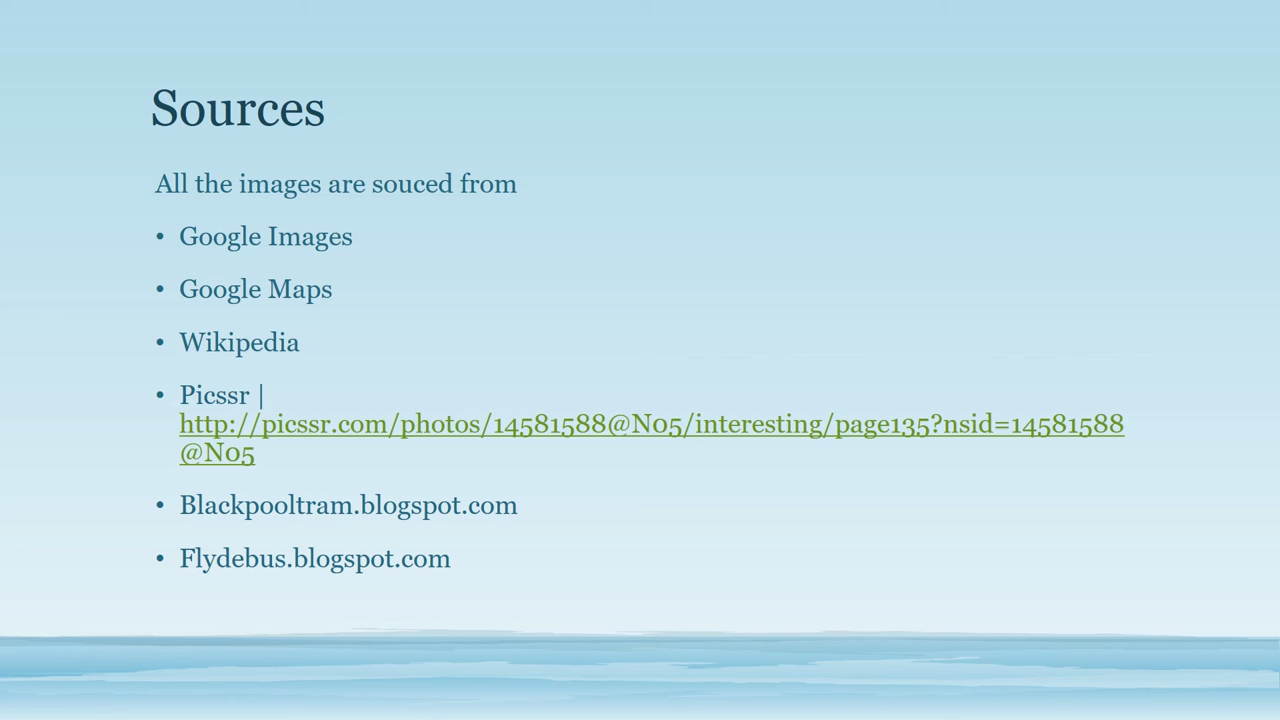 Sources
All the images are souced from
• Google Images
• Google Maps
• Wikipedia
• Picssr |
http://picssr.com/photos/14581588@N05/interesting/page135?nsid=14581588
@N05
• Blackpooltram.blogspot.com
• Flydebus.blogspot.com